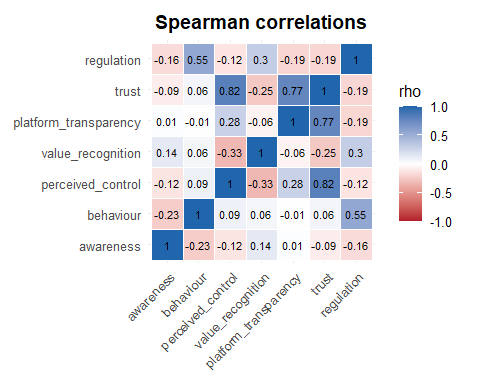 Spearman correlations
regulation -0.16 0.55 -0.12 0.3 -0.19 -0.19 1
trust -0.09 0.06 0.82 -0.25 0.77 1 -0.19
platform_transparency 0.01 -0.01 0.28 -0.06 1 0.77 -0.19
value_recognition 0.14 0.06 -0.33 1 -0.06 -0.25 0.3
perceived_control -0.12 0.09 1 -0.33 0.28 0.82 -0.12
behaviour -0.23 1 0.09 0.06 -0.01 0.06 0.55
awareness 1 -0.23 -0.12 0.14 0.01 -0.09 -0.16
awareness
behaviour
perceived_control
value_recognition
platform_transparency
trust
regulation
rho
1.0
0.5
0.0
-0.5
-1.0